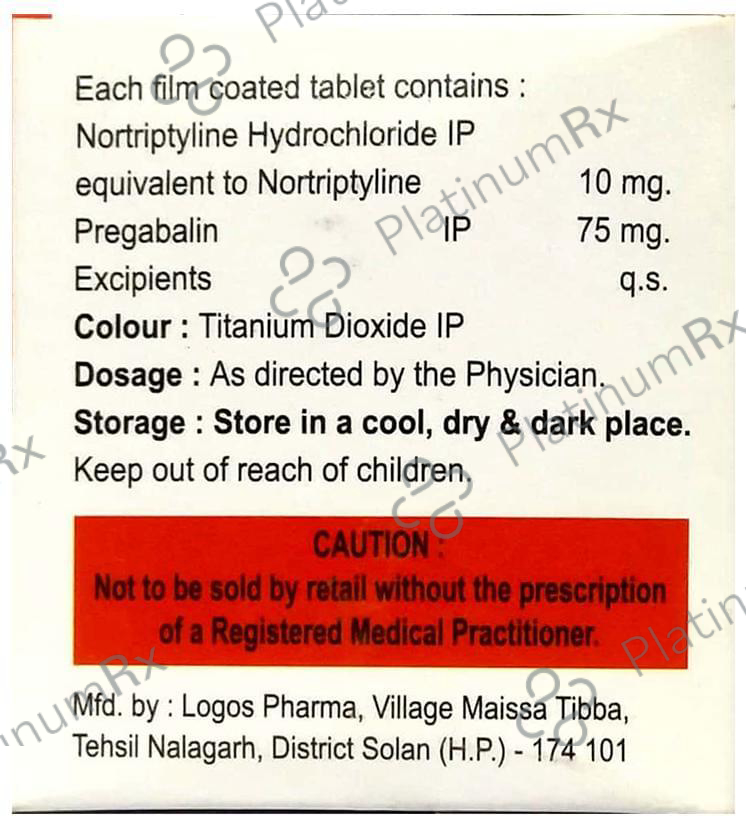 Each film coated tablet contains :
Nortriptyline Hydrochloride IP
equivalent to Nortriptyline 10 mg.
Pregabalin IP 75 mg.
Excipients q.s.
Colour : Titanium Dioxide IP
Dosage : As directed by the Physician.
Storage : Store in a cool, dry & dark place.
Keep out of reach of children.
CAUTION :
Not to be sold by retail without the prescription
of a Registered Medical Practitioner.
Mfd. by : Logos Pharma, Village Maissa Tibba,
Tehsil Nalagarh, District Solan (H.P.) - 174 101
PlatinumRx
PlatinumRx